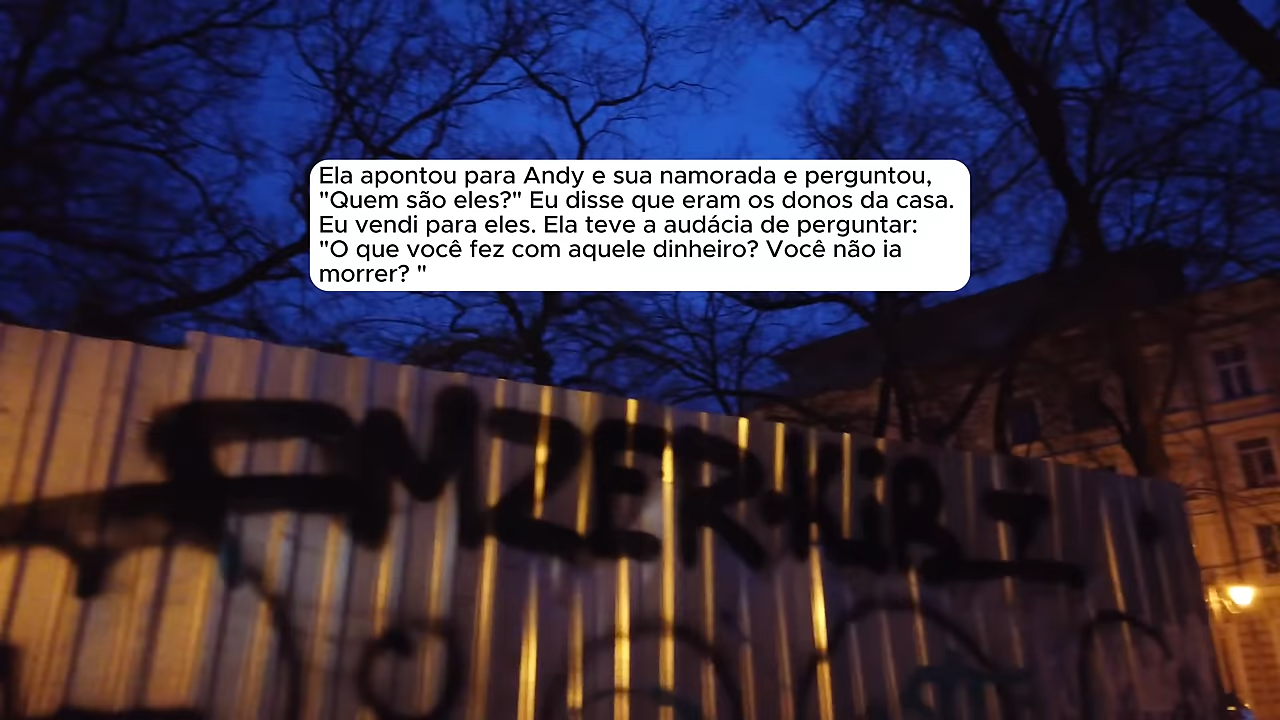 Ela apontou para Andy e sua namorada e perguntou,
"Quem são eles?" Eu disse que eram os donos da casa.
Eu vendi para eles. Ela teve a audácia de perguntar:
"O que você fez com aquele dinheiro? Você não ia
morrer? "